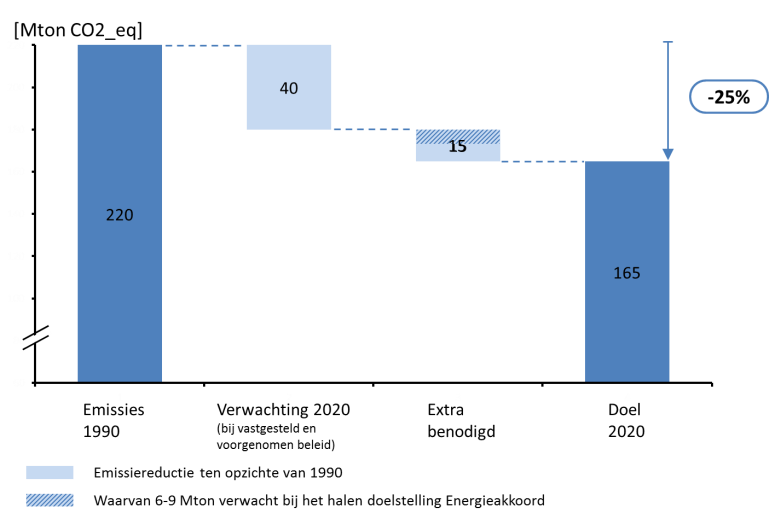 [Mton CO2_eq]
40
-25%
15
220
165
Emissies
1990
Verwachting 2020
(bij vastgesteld en
voorgenomen beleid)
Extra
benodigd
Doel
2020
Emissiereductie ten opzichte van 1990
Waarvan 6-9 Mton verwacht bij het halen doelstelling Energieakkoord